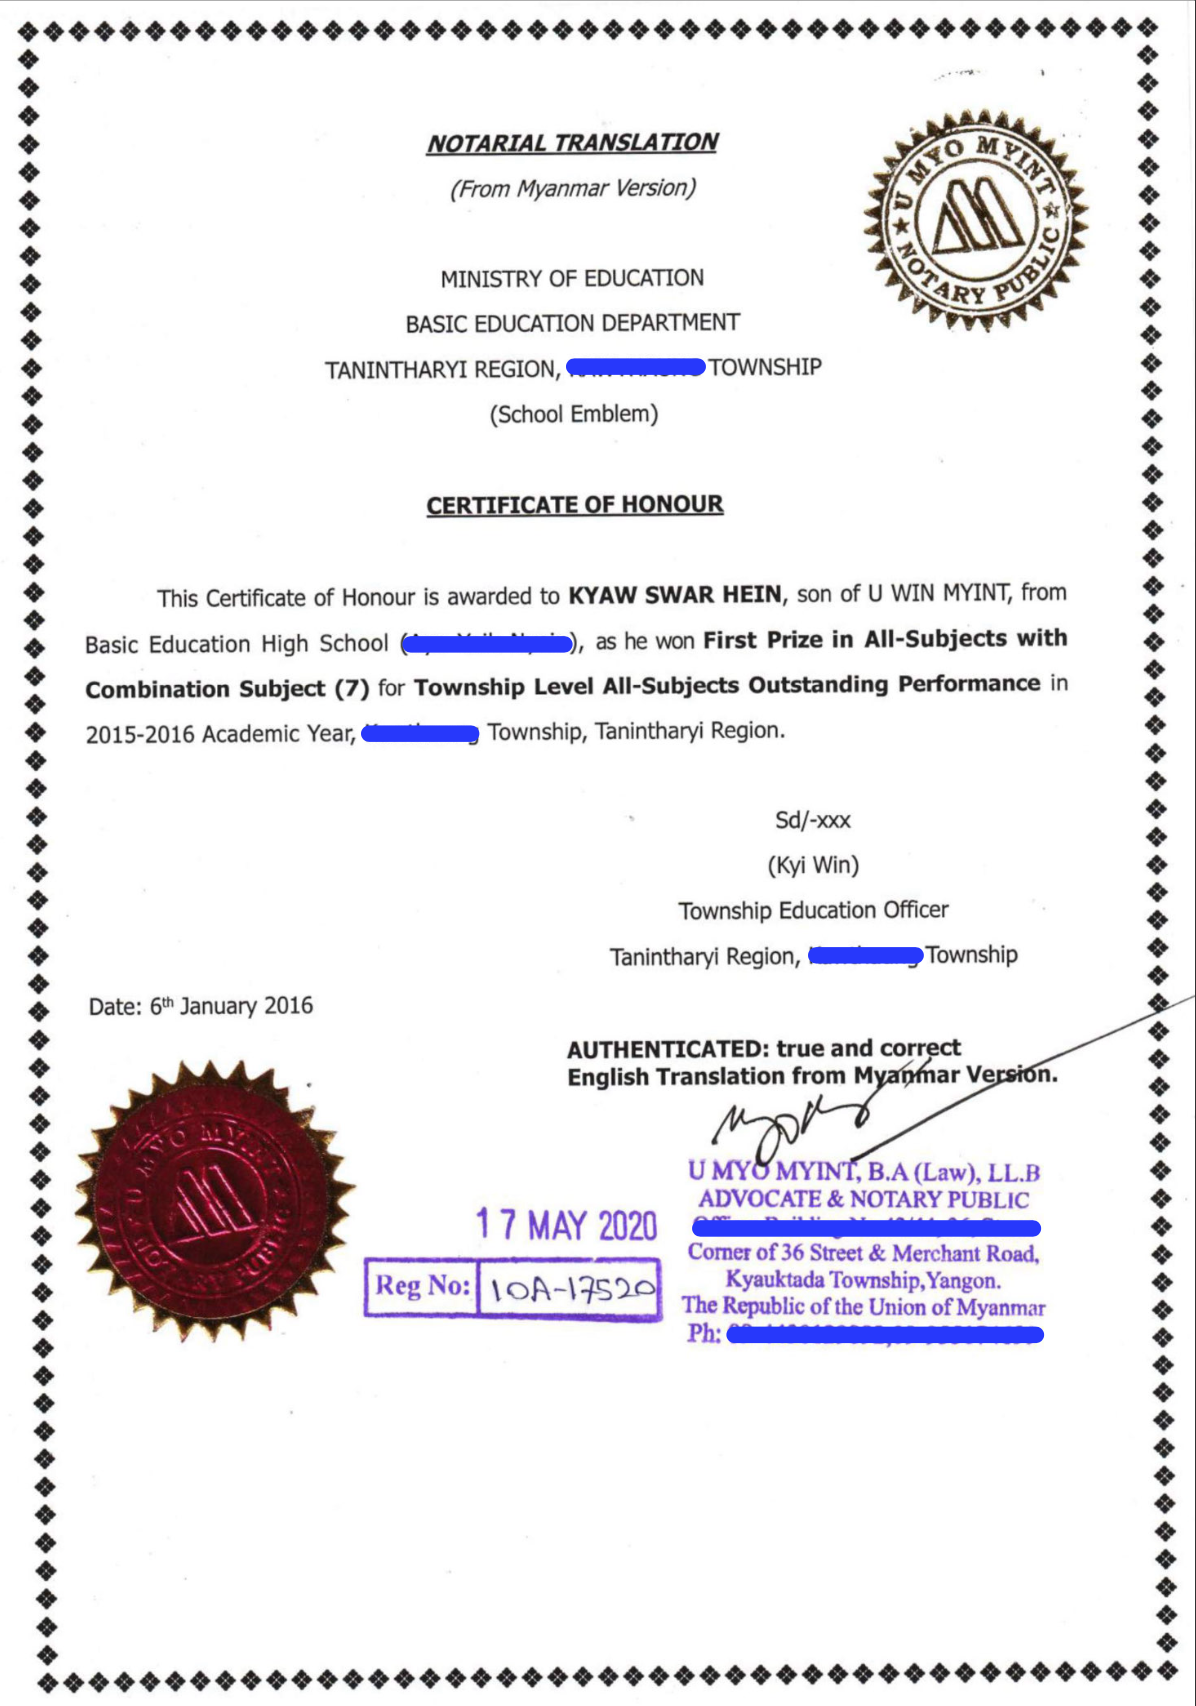 NOTARIAL TRANSLATION
(From Myanmar Version)
U MYO MYINT
NOTARY PUBLIC
MINISTRY OF EDUCATION
BASIC EDUCATION DEPARTMENT
TANINTHARYI REGION, TOWNSHIP
(School Emblem)
CERTIFICATE OF HONOUR
This Certificate of Honour is awarded to KYAW SWAR HEIN, son of U WIN MYINT, from
Basic Education High School ( ), as he won First Prize in All-Subjects with
Combination Subject (7) for Township Level All-Subjects Outstanding Performance in
2015-2016 Academic Year, Township, Tanintharyi Region.
Sd/-xxx
(Kyi Win)
Township Education Officer
Tanintharyi Region, Township
Date: 6th January 2016
AUTHENTICATED: true and correct
English Translation from Myanmar Version.
U MYO MYINT
NOTARY PUBLIC
U MYO MYINT, B.A (Law), LL.B
ADVOCATE & NOTARY PUBLIC
17 MAY 2020
Corner of 36 Street & Merchant Road,
Kyauktada Township, Yangon.
Reg No: 10A-17520
The Republic of the Union of Myanmar
Ph: